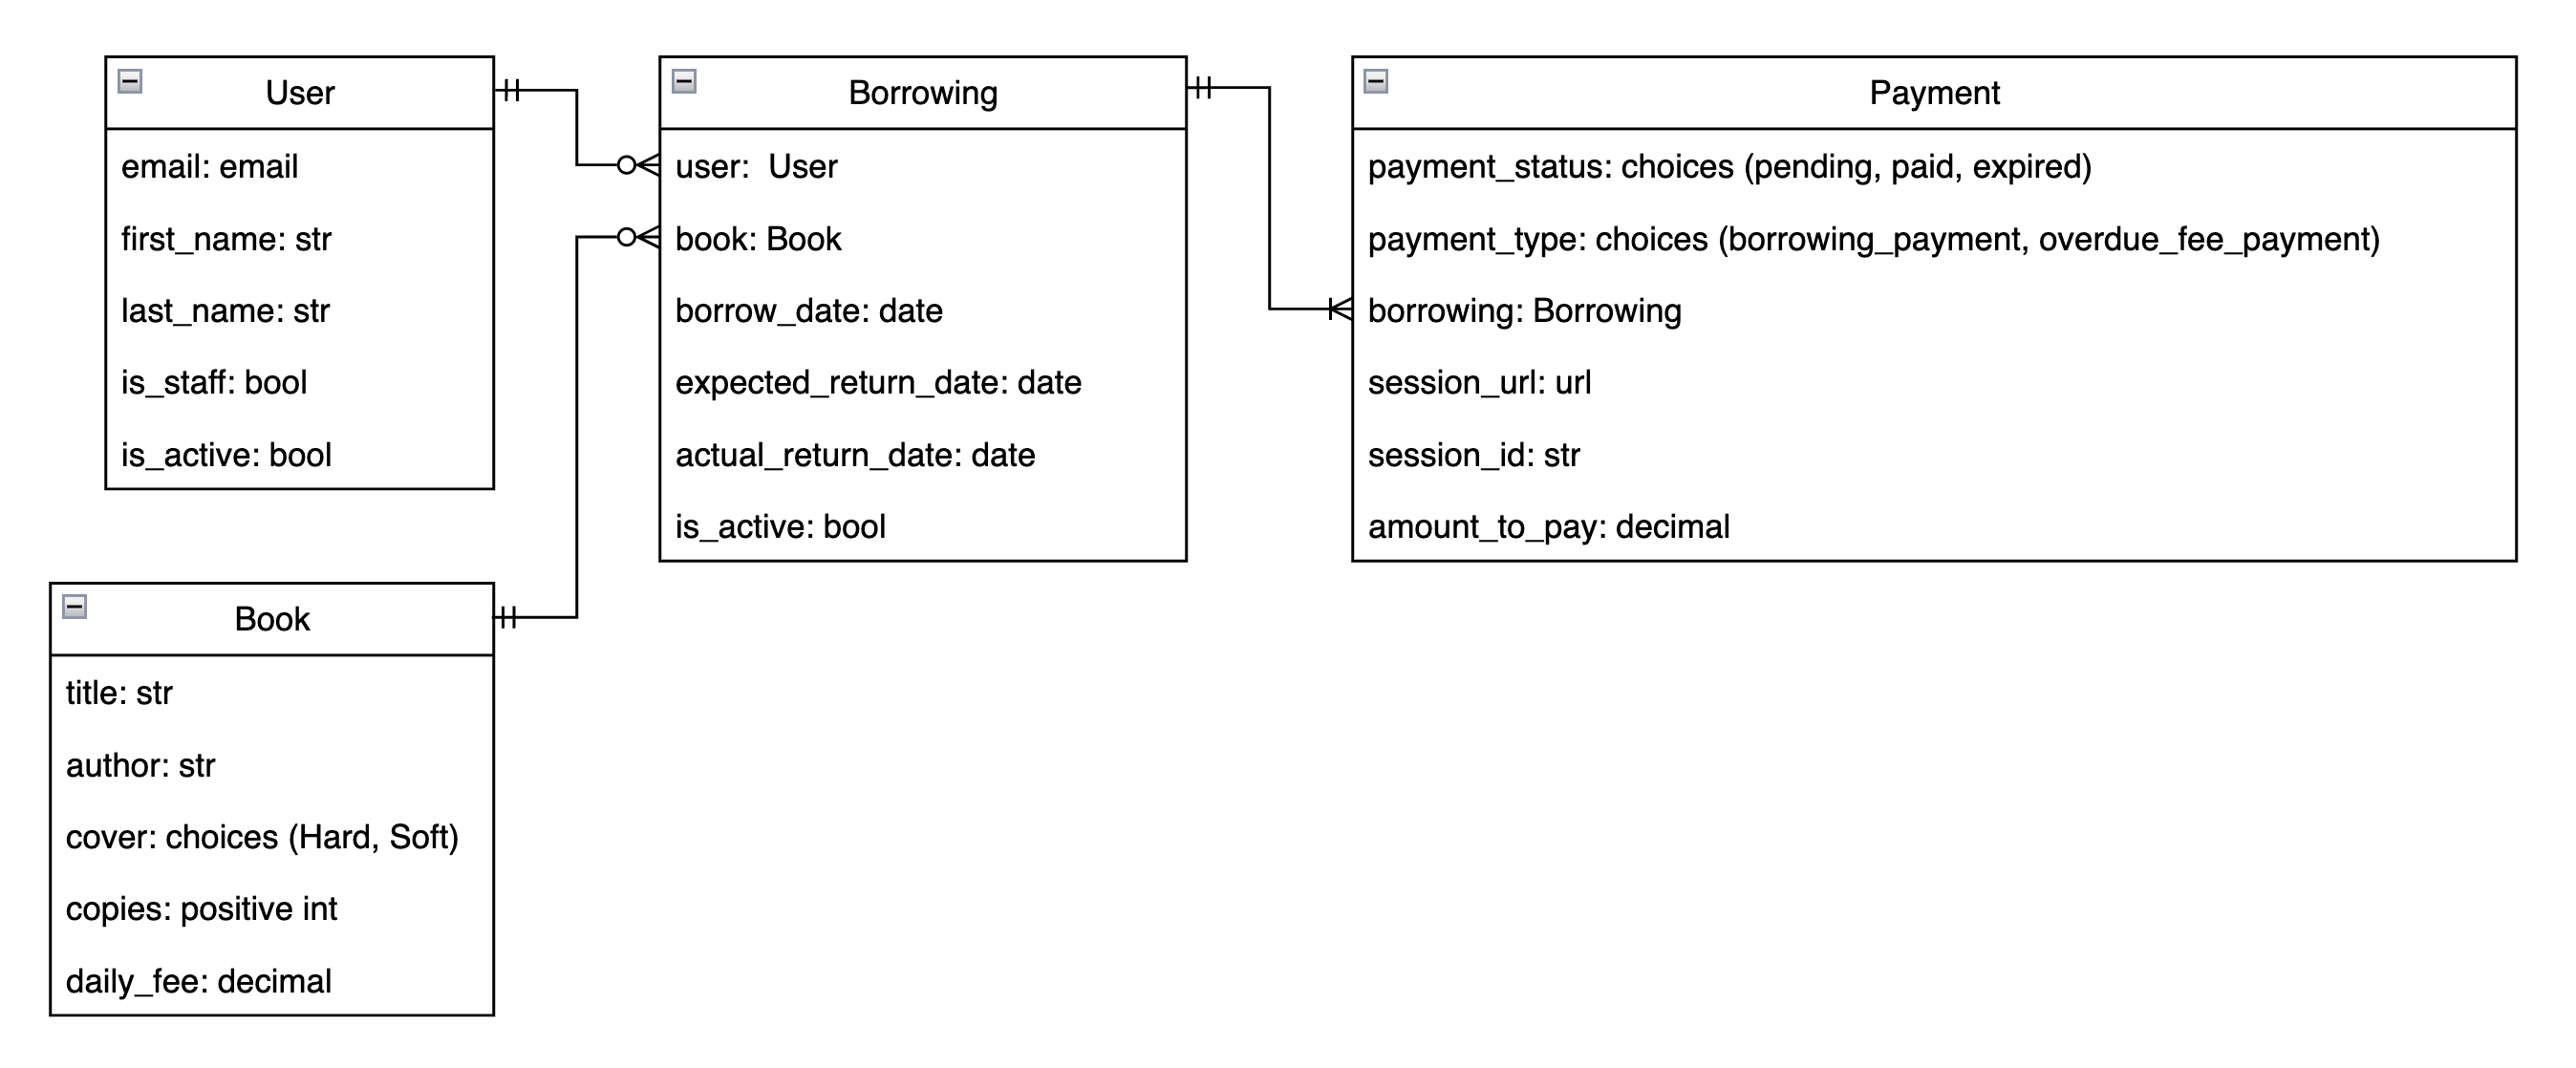 User
email: email
first_name: str
last_name: str
is_staff: bool
is_active: bool
Book
title: str
author: str
cover: choices (Hard, Soft)
copies: positive int
daily_fee: decimal
Borrowing
user:  User
book: Book
borrow_date: date
expected_return_date: date
actual_return_date: date
is_active: bool
Payment
payment_status: choices (pending, paid, expired)
payment_type: choices (borrowing_payment, overdue_fee_payment)
borrowing: Borrowing
session_url: url
session_id: str
amount_to_pay: decimal